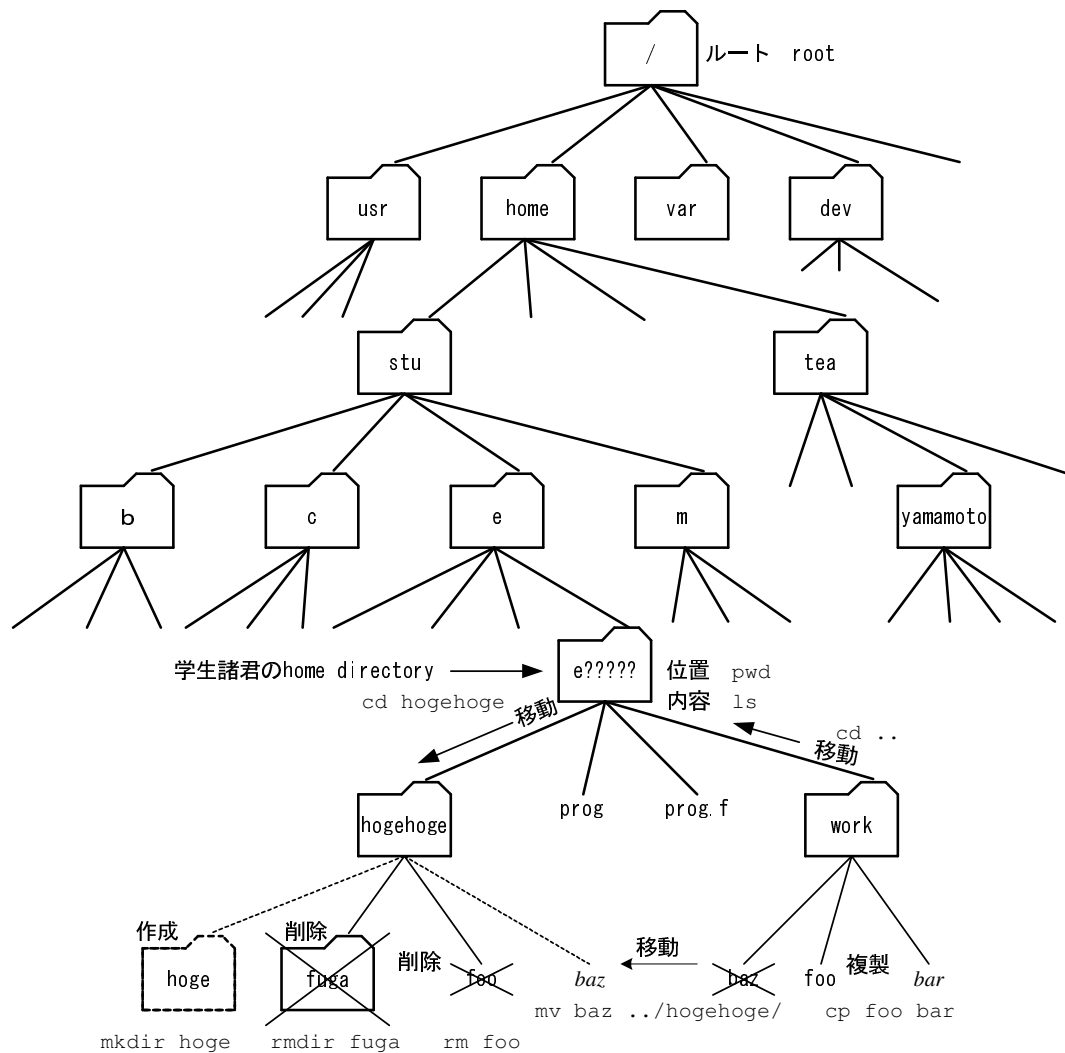 / ルート root
usr home var dev
stu tea
b c e m yamamoto
学生諸君のhome directory e????? 位置 pwd
cd hogehoge 移動 内容 ls
cd ..
移動
prog prog.f
hogehoge work
作成 削除 削除 移動 複製
hoge fuga foo baz baz foo bar
mv baz ../hogehoge/ cp foo bar
mkdir hoge rmdir fuga rm foo